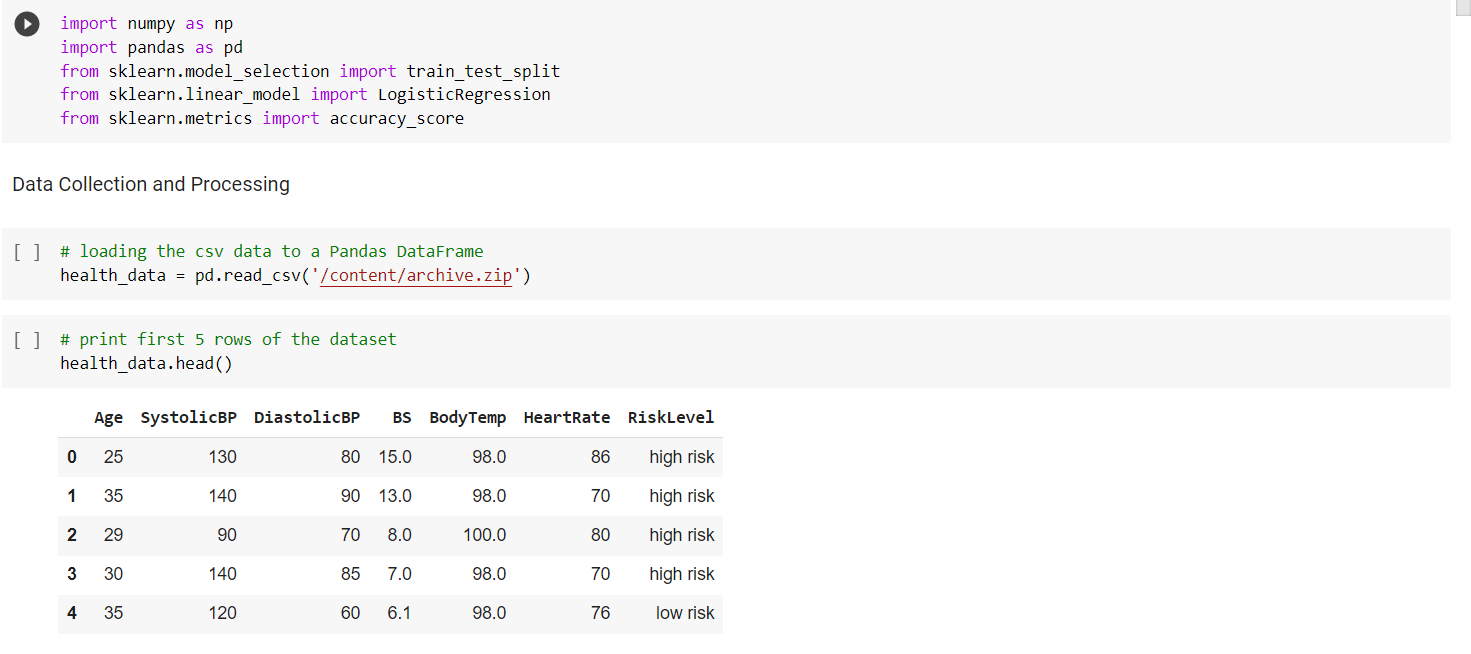 import numpy as np
import pandas as pd
from sklearn.model_selection import train_test_split
from sklearn.linear_model import LogisticRegression
from sklearn.metrics import accuracy_score
Data Collection and Processing
[ ] # loading the csv data to a Pandas DataFrame
health_data = pd.read_csv('/content/archive.zip')
[ ] # print first 5 rows of the dataset
health_data.head()
Age SystolicBP DiastolicBP BS BodyTemp HeartRate RiskLevel
0 25 130 80 15.0 98.0 86 high risk
1 35 140 90 13.0 98.0 70 high risk
2 29 90 70 8.0 100.0 80 high risk
3 30 140 85 7.0 98.0 70 high risk
4 35 120 60 6.1 98.0 76 low risk